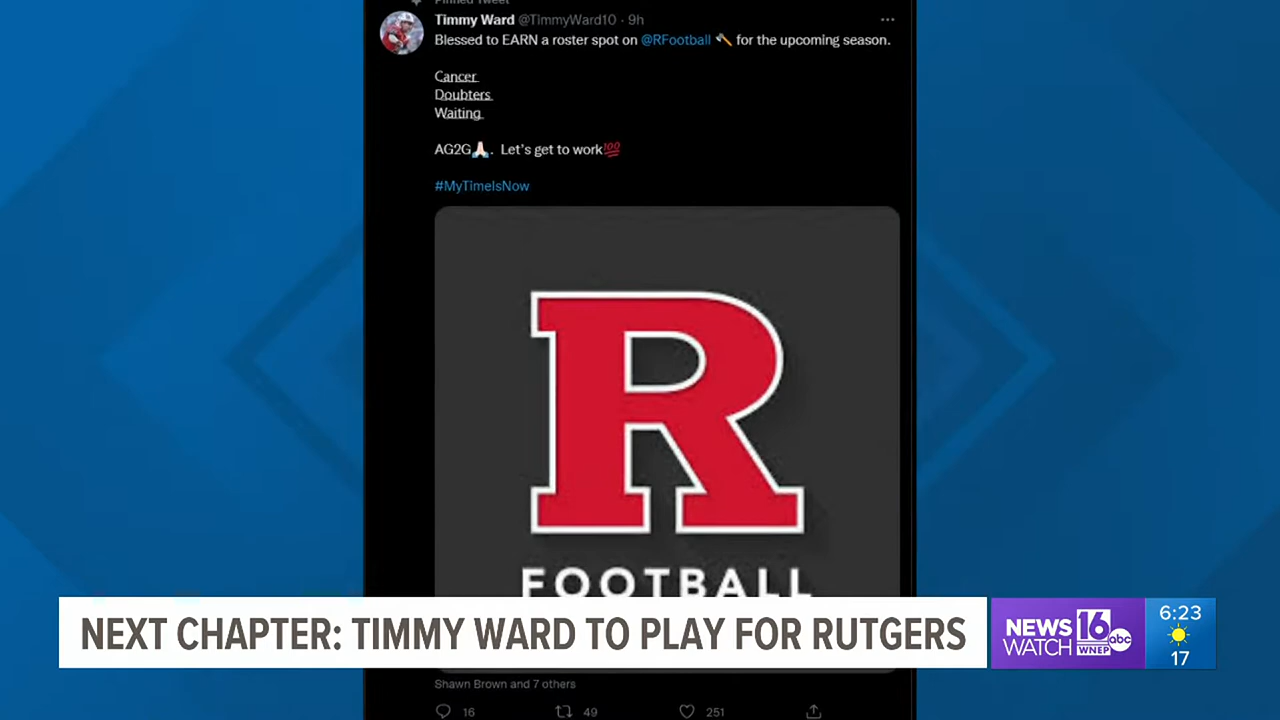 Pinned Tweet
Timmy Ward @TimmyWard10 · 9h
Blessed to EARN a roster spot on @RFootball 🪓 for the upcoming season.
Cancer
Doubters
Waiting
AG2G🙏🏻. Let's get to work💯
#MyTimeIsNow
R
FOOTBALL
NEXT CHAPTER: TIMMY WARD TO PLAY FOR RUTGERS
NEWS WATCH 16 WNEP abc
6:23
17
Shawn Brown and 7 others
16 49 251